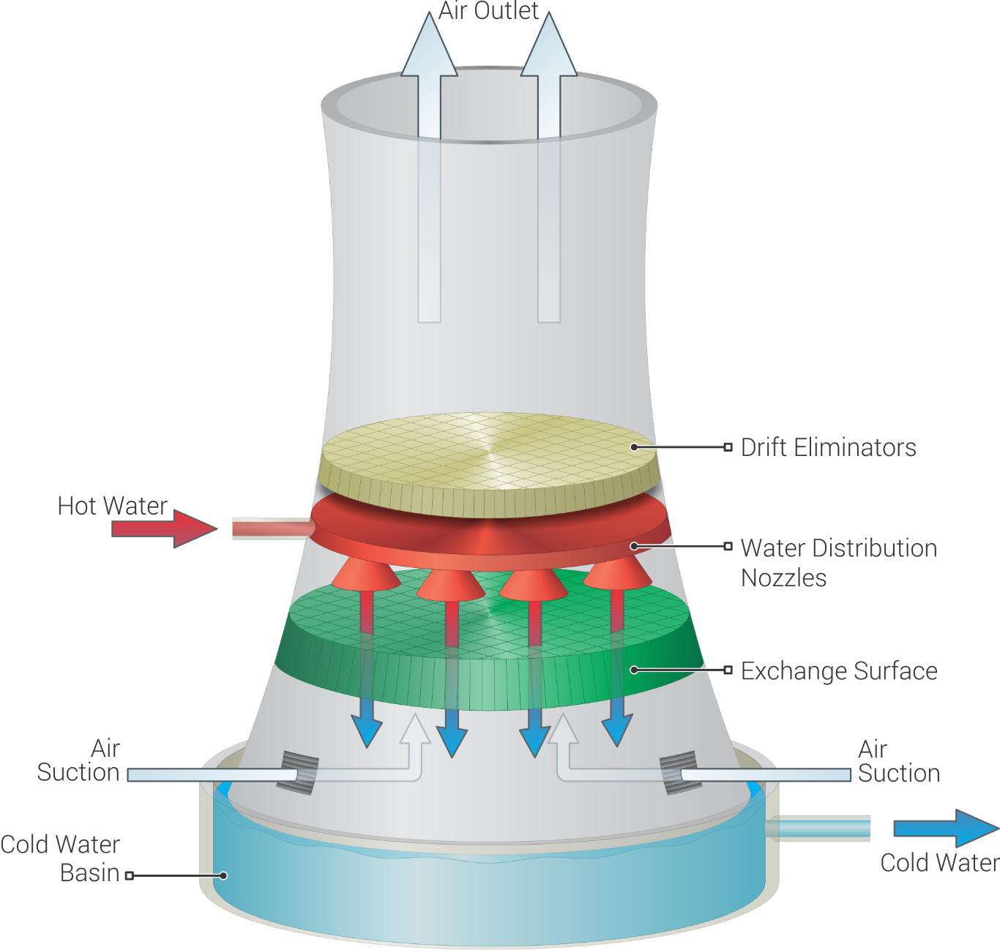 Air Outlet
Drift Eliminators
Hot Water
Water Distribution
Nozzles
Exchange Surface
Air
Suction
Air
Suction
Cold Water
Basin
Cold Water